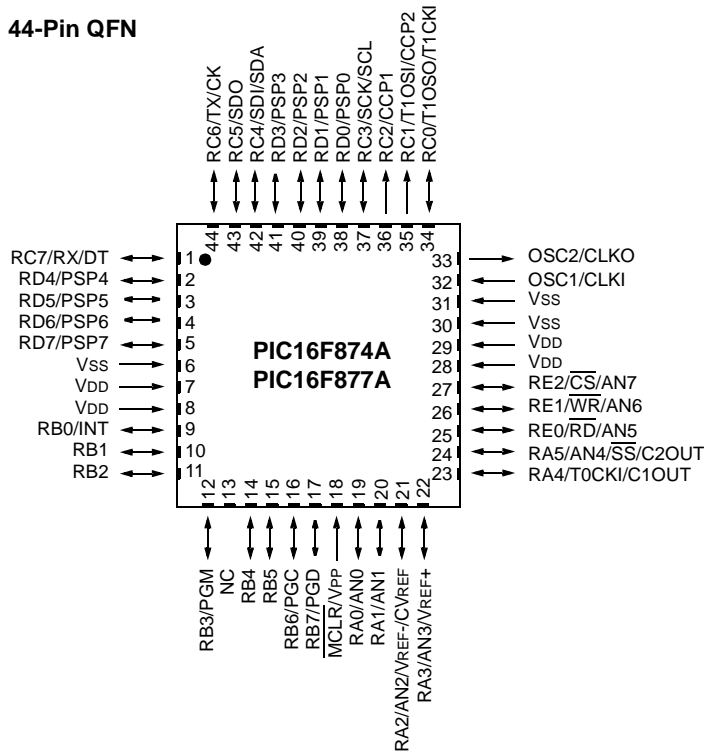 44-Pin QFN
RC6/TX/CK
RC5/SDO
RC4/SDI/SDA
RD3/PSP3
RD2/PSP2
RD1/PSP1
RD0/PSP0
RC3/SCK/SCL
RC2/CCP1
RC1/T1OSI/CCP2
RC0/T1OSO/T1CKI
44
43
42
41
40
39
38
37
36
35
34
RC7/RX/DT
RD4/PSP4
RD5/PSP5
RD6/PSP6
RD7/PSP7
VSS
VDD
VDD
RB0/INT
RB1
RB2
1
2
3
4
5
6
7
8
9
10
11
PIC16F874A
PIC16F877A
33
32
31
30
29
28
27
26
25
24
23
OSC2/CLKO
OSC1/CLKI
VSS
VSS
VDD
VDD
RE2/CS/AN7
RE1/WR/AN6
RE0/RD/AN5
RA5/AN4/SS/C2OUT
RA4/T0CKI/C1OUT
12
13
14
15
16
17
18
19
20
21
22
RB3/PGM
NC
RB4
RB5
RB6/PGC
RB7/PGD
MCLR/VPP
RA0/AN0
RA1/AN1
RA2/AN2/VREF-/CVREF
RA3/AN3/VREF+